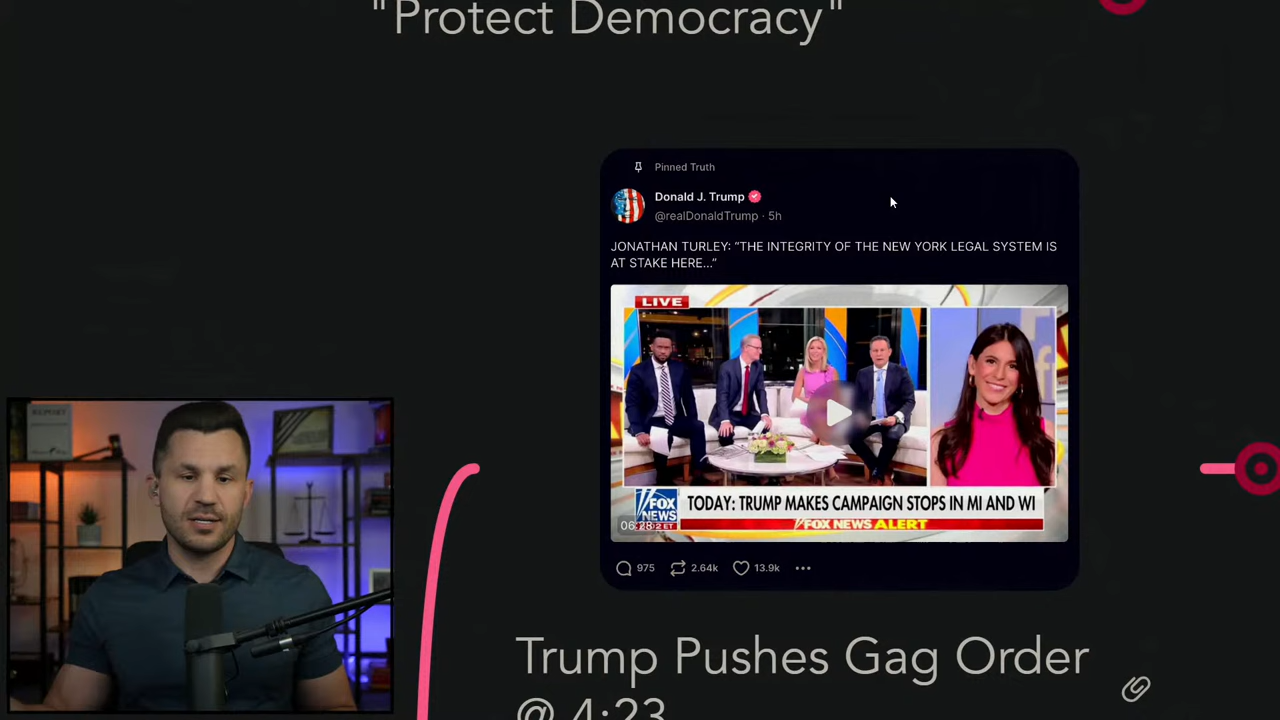 "Protect Democracy"
Pinned Truth
Donald J. Trump
@realDonaldTrump · 5h
JONATHAN TURLEY: “THE INTEGRITY OF THE NEW YORK LEGAL SYSTEM IS
AT STAKE HERE…”
LIVE
FOX
NEWS
TODAY: TRUMP MAKES CAMPAIGN STOPS IN MI AND WI
FOX NEWS ALERT
06:28
975
2.64k
13.9k
Trump Pushes Gag Order
@ 4:23